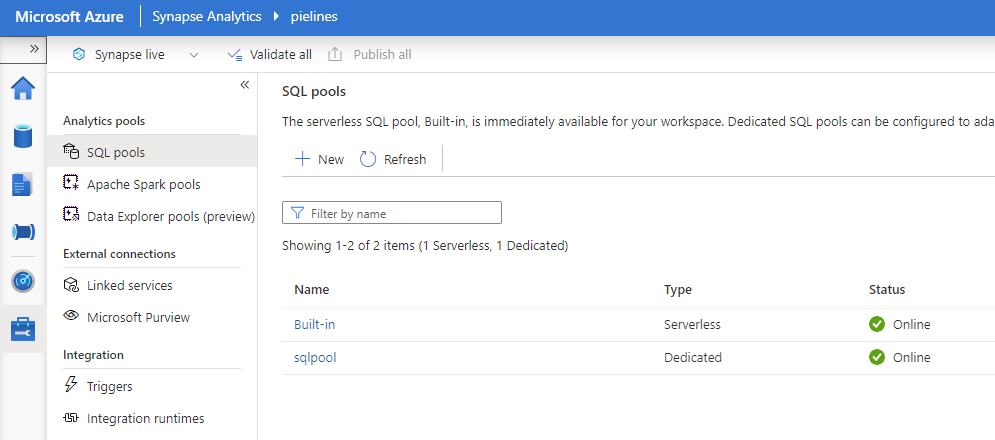 Microsoft Azure Synapse Analytics pielines
Synapse live Validate all Publish all
Analytics pools
SQL pools
Apache Spark pools
Data Explorer pools (preview)
External connections
Linked services
Microsoft Purview
Integration
Triggers
Integration runtimes
SQL pools
The serverless SQL pool, Built-in, is immediately available for your workspace. Dedicated SQL pools can be configured to ada
New Refresh
Filter by name
Showing 1-2 of 2 items (1 Serverless, 1 Dedicated)
Name Type Status
Built-in Serverless Online
sqlpool Dedicated Online